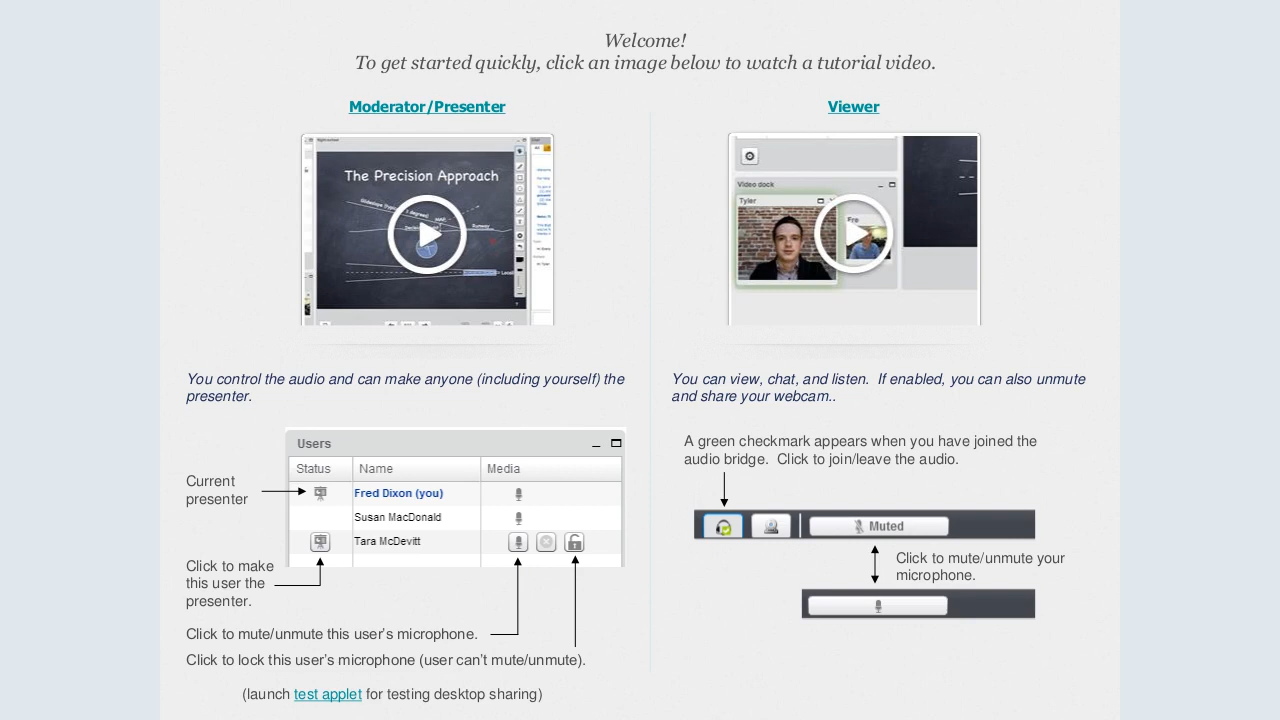 Welcome!
To get started quickly, click an image below to watch a tutorial video.
Moderator/Presenter
The Precision Approach
Runway
You control the audio and can make anyone (including yourself) the
presenter.
Users
Status Name Media
Current
presenter
Fred Dixon (you)
Susan MacDonald
Tara McDevitt
Click to make
this user the
presenter.
Click to mute/unmute this user's microphone.
Click to lock this user's microphone (user can't mute/unmute).
(launch test applet for testing desktop sharing)
Viewer
Video dock
Tyler
Fre
You can view, chat, and listen.  If enabled, you can also unmute
and share your webcam..
A green checkmark appears when you have joined the
audio bridge.  Click to join/leave the audio.
Muted
Click to mute/unmute your
microphone.